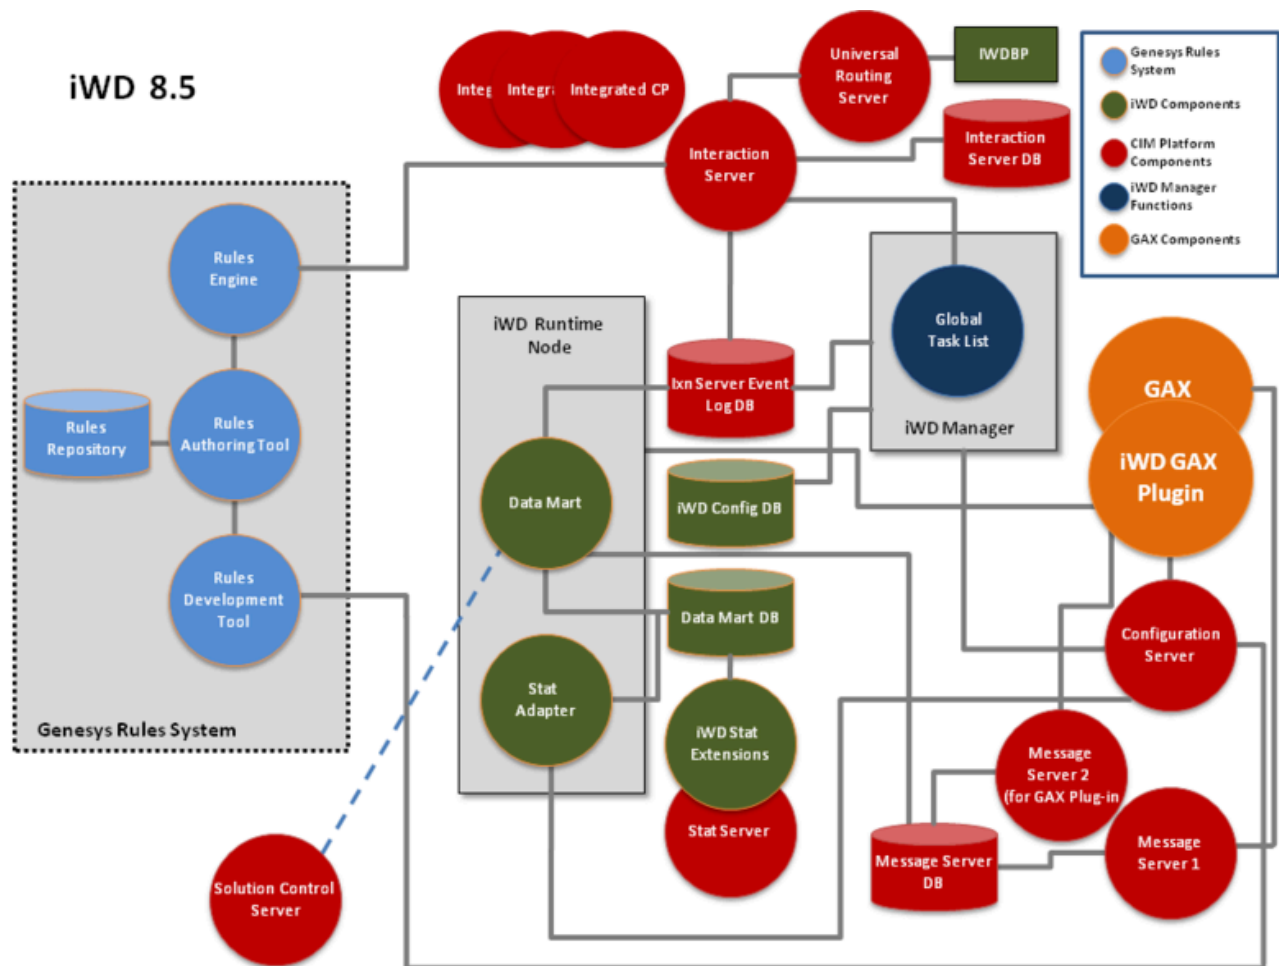 iWD 8.5
Integ
Integra
Integrated CP
Universal
Routing
Server
IWDBP
Interaction
Server
Interaction
Server DB
Genesys Rules
System
iWD Components
CIM Platform
Components
iWD Manager
Functions
GAX Components
Rules
Engine
Rules
Repository
Rules
Authoring Tool
Rules
Development
Tool
Genesys Rules System
iWD Runtime
Node
Ixn Server Event
Log DB
Global
Task List
iWD Manager
GAX
iWD GAX
Plugin
Data Mart
iWD Config DB
Data Mart DB
Stat
Adapter
iWD Stat
Extensions
Stat Server
Configuration
Server
Message
Server 2
(for GAX Plug-in
Message
Server 1
Message Server
DB
Solution Control
Server